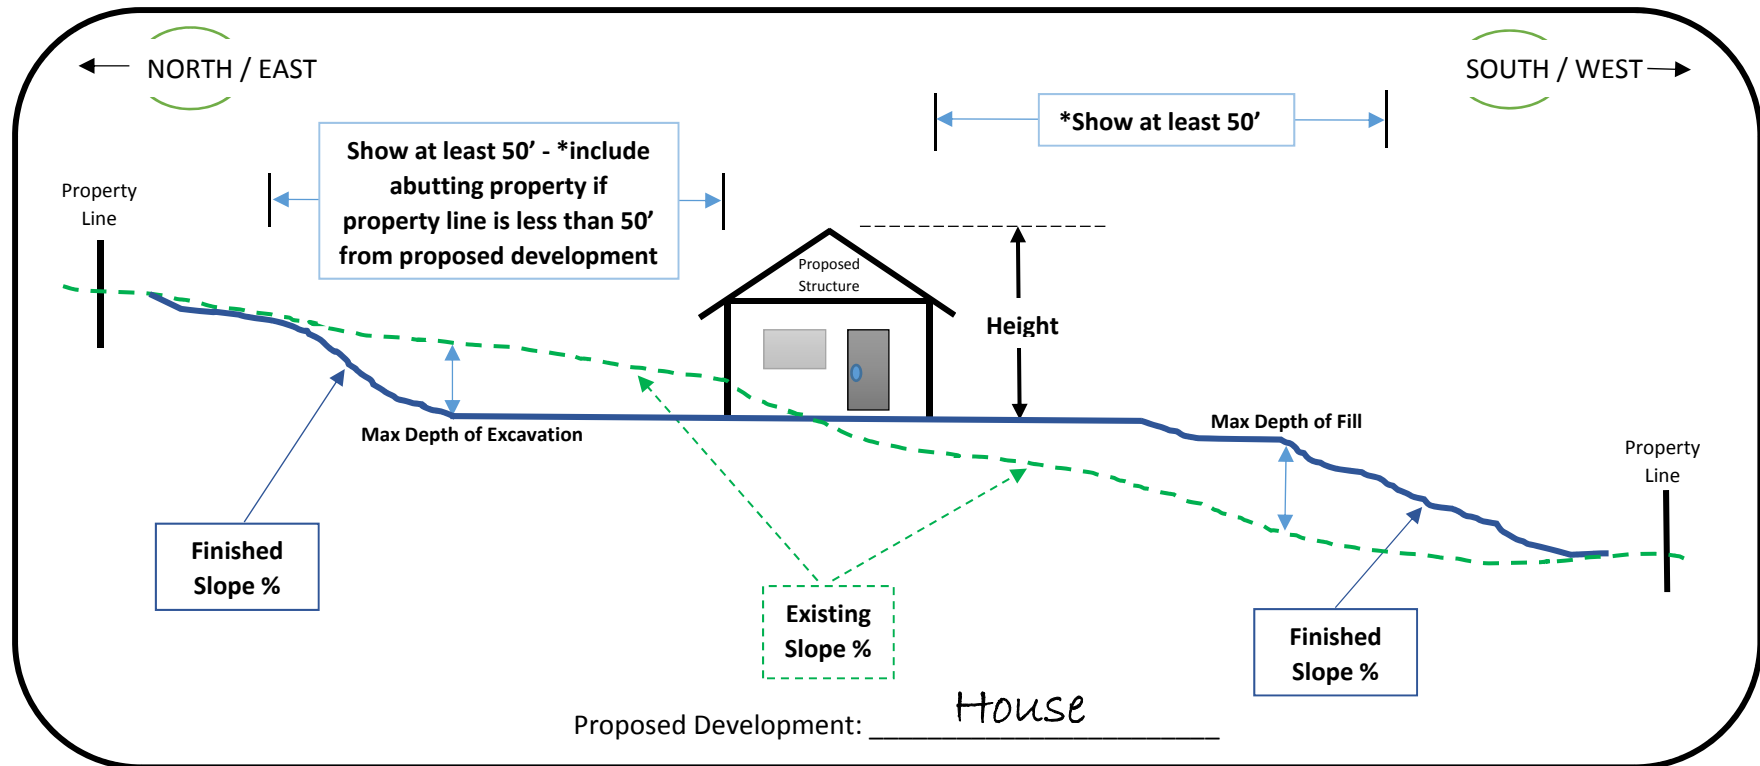 NORTH / EAST
SOUTH / WEST
*Show at least 50’
Show at least 50’ - *include
abutting property if
property line is less than 50’
from proposed development
Property
Line
Proposed
Structure
Height
Max Depth of Excavation
Max Depth of Fill
Property
Line
Finished
Slope %
Existing
Slope %
Finished
Slope %
Proposed Development: House